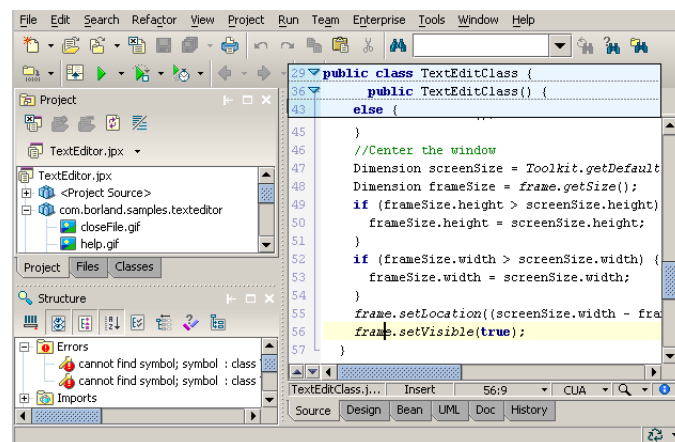 File Edit Search Refactor View Project Run Team Enterprise Tools Window Help
Project
TextEditor.jpx
TextEditor.jpx
<Project Source>
com.borland.samples.texteditor
closeFile.gif
help.gif
Project Files Classes
Structure
Errors
cannot find symbol; symbol : class
cannot find symbol; symbol : class
Imports
29 public class TextEditClass {
36 public TextEditClass() {
43 else {
45 }
46 //Center the window
47 Dimension screenSize = Toolkit.getDefault
48 Dimension frameSize = frame.getSize();
49 if (frameSize.height > screenSize.height)
50 frameSize.height = screenSize.height;
51 }
52 if (frameSize.width > screenSize.width) {
53 frameSize.width = screenSize.width;
54 }
55 frame.setLocation((screenSize.width - fra
56 frame.setVisible(true);
57 }
TextEditClass.j... Insert 56:9 CUA
Source Design Bean UML Doc History